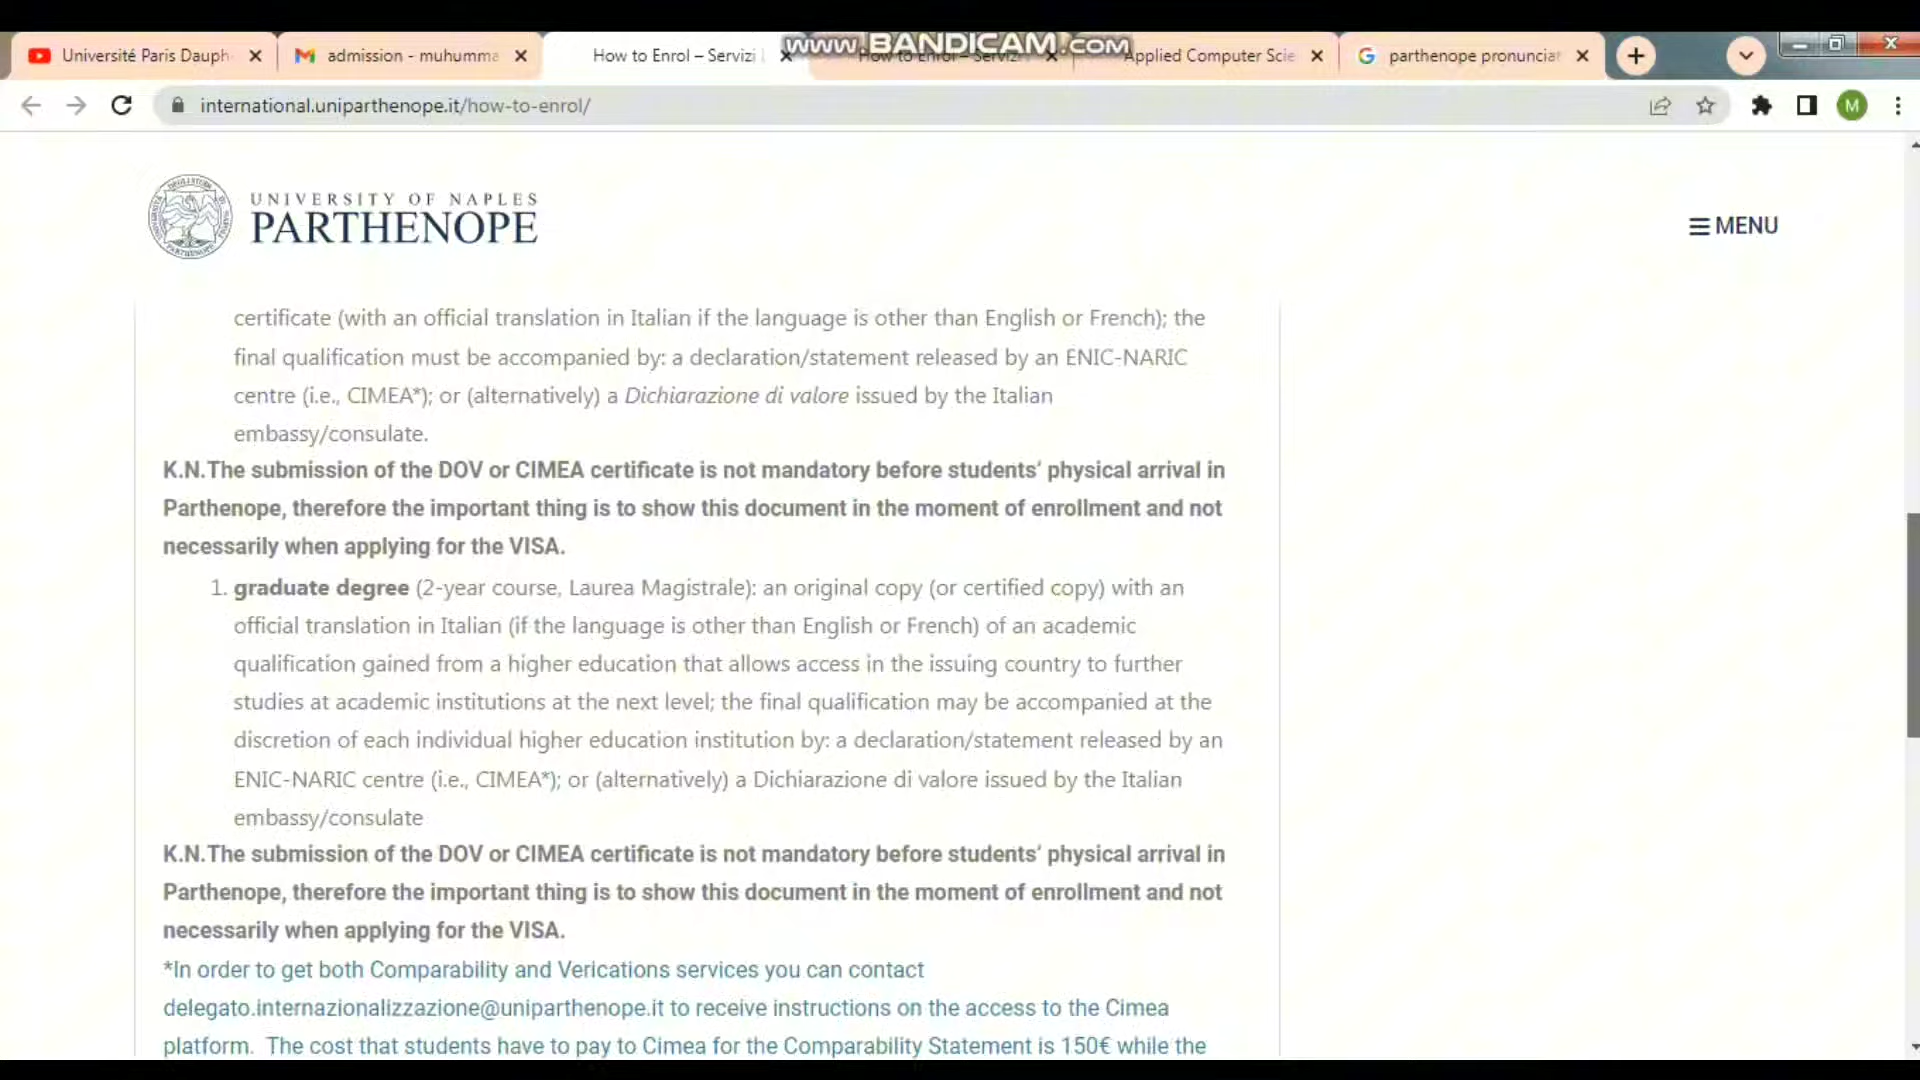 www.BANDICAM.com
Université Paris Dauph
admission - muhumma
How to Enrol – Servizi
How to Enrol – Servizi
Applied Computer Scie
parthenope pronunciat
international.uniparthenope.it/how-to-enrol/
M
UNIVERSITY OF NAPLES
PARTHENOPE
MENU
certificate (with an official translation in Italian if the language is other than English or French); the
final qualification must be accompanied by: a declaration/statement released by an ENIC-NARIC
centre (i.e., CIMEA*); or (alternatively) a Dichiarazione di valore issued by the Italian
embassy/consulate.
K.N.The submission of the DOV or CIMEA certificate is not mandatory before students’ physical arrival in
Parthenope, therefore the important thing is to show this document in the moment of enrollment and not
necessarily when applying for the VISA.
1. graduate degree (2-year course, Laurea Magistrale): an original copy (or certified copy) with an
official translation in Italian (if the language is other than English or French) of an academic
qualification gained from a higher education that allows access in the issuing country to further
studies at academic institutions at the next level; the final qualification may be accompanied at the
discretion of each individual higher education institution by: a declaration/statement released by an
ENIC-NARIC centre (i.e., CIMEA*); or (alternatively) a Dichiarazione di valore issued by the Italian
embassy/consulate
K.N.The submission of the DOV or CIMEA certificate is not mandatory before students’ physical arrival in
Parthenope, therefore the important thing is to show this document in the moment of enrollment and not
necessarily when applying for the VISA.
*In order to get both Comparability and Verications services you can contact
delegato.internazionalizzazione@uniparthenope.it to receive instructions on the access to the Cimea
platform. The cost that students have to pay to Cimea for the Comparability Statement is 150€ while the